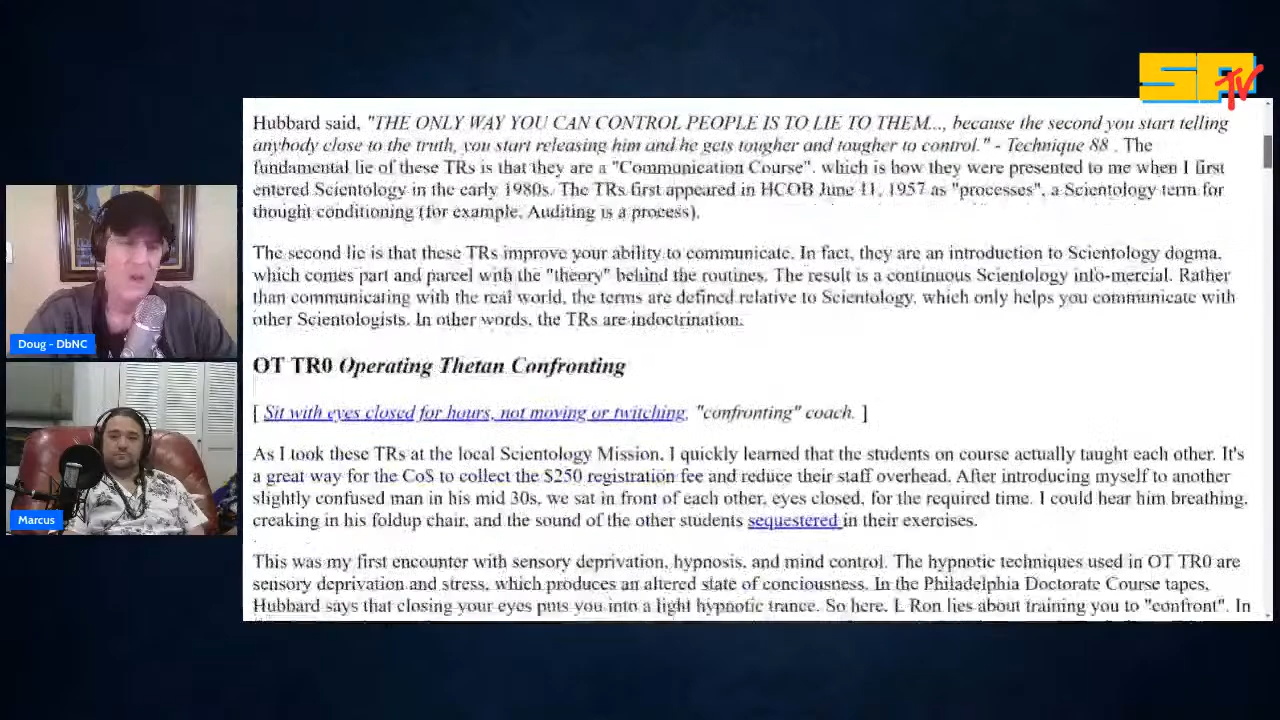 SPTV
Hubbard said, "THE ONLY WAY YOU CAN CONTROL PEOPLE IS TO LIE TO THEM..., because the second you start telling
anybody close to the truth, you start releasing him and he gets tougher and tougher to control." - Technique 88 . The
fundamental lie of these TRs is that they are a "Communication Course", which is how they were presented to me when I first
entered Scientology in the early 1980s. The TRs first appeared in HCOB June 11, 1957 as "processes", a Scientology term for
thought conditioning (for example, Auditing is a process).
The second lie is that these TRs improve your ability to communicate. In fact, they are an introduction to Scientology dogma,
which comes part and parcel with the "theory" behind the routines. The result is a continuous Scientology info-mercial. Rather
than communicating with the real world, the terms are defined relative to Scientology, which only helps you communicate with
other Scientologists. In other words, the TRs are indoctrination.
OT TR0 Operating Thetan Confronting
[ Sit with eyes closed for hours, not moving or twitching, "confronting" coach. ]
As I took these TRs at the local Scientology Mission, I quickly learned that the students on course actually taught each other. It's
a great way for the CoS to collect the $250 registration fee and reduce their staff overhead. After introducing myself to another
slightly confused man in his mid 30s, we sat in front of each other, eyes closed, for the required time. I could hear him breathing,
creaking in his foldup chair, and the sound of the other students sequestered in their exercises.
This was my first encounter with sensory deprivation, hypnosis, and mind control. The hypnotic techniques used in OT TR0 are
sensory deprivation and stress, which produces an altered state of conciousness. In the Philadelphia Doctorate Course tapes,
Hubbard says that closing your eyes puts you into a light hypnotic trance. So here, L Ron lies about training you to "confront". In
Doug - DbNC
Marcus